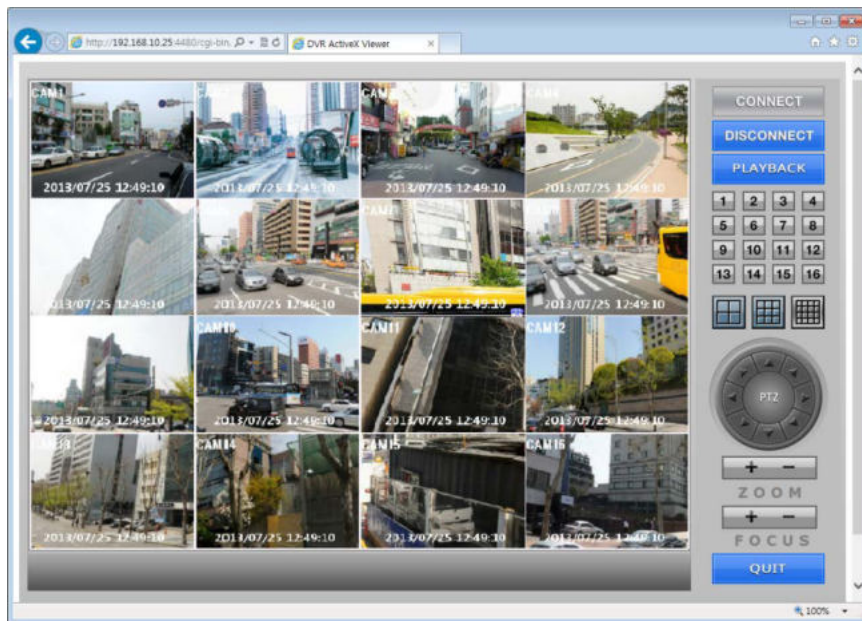 http://192.168.10.25:4480/cgi-bin,
DVR ActiveX Viewer
CONNECT
DISCONNECT
PLAYBACK
CAM1
2013/07/25 12:49:10
2013/07/25 12:49:10
2013/07/25 12:49:10
2013/07/25 12:49:10
1 2 3 4
5 6 7 8
9 10 11 12
13 14 15 16
2013/07/25 12:49:10
2013/07/25 12:49:10
2013/07/25 12:49:10
2013/07/25 12:49:10
CAM10
CAM11
CAM12
2013/07/25 12:49:10
2013/07/25 12:49:10
2013/07/25 12:49:10
2013/07/25 12:49:10
PTZ
CAM14
CAM15
CAM16
2013/07/25 12:49:10
2013/07/25 12:49:10
2013/07/25 12:49:10
2013/07/25 12:49:10
+ −
ZOOM
+ −
FOCUS
QUIT
100%